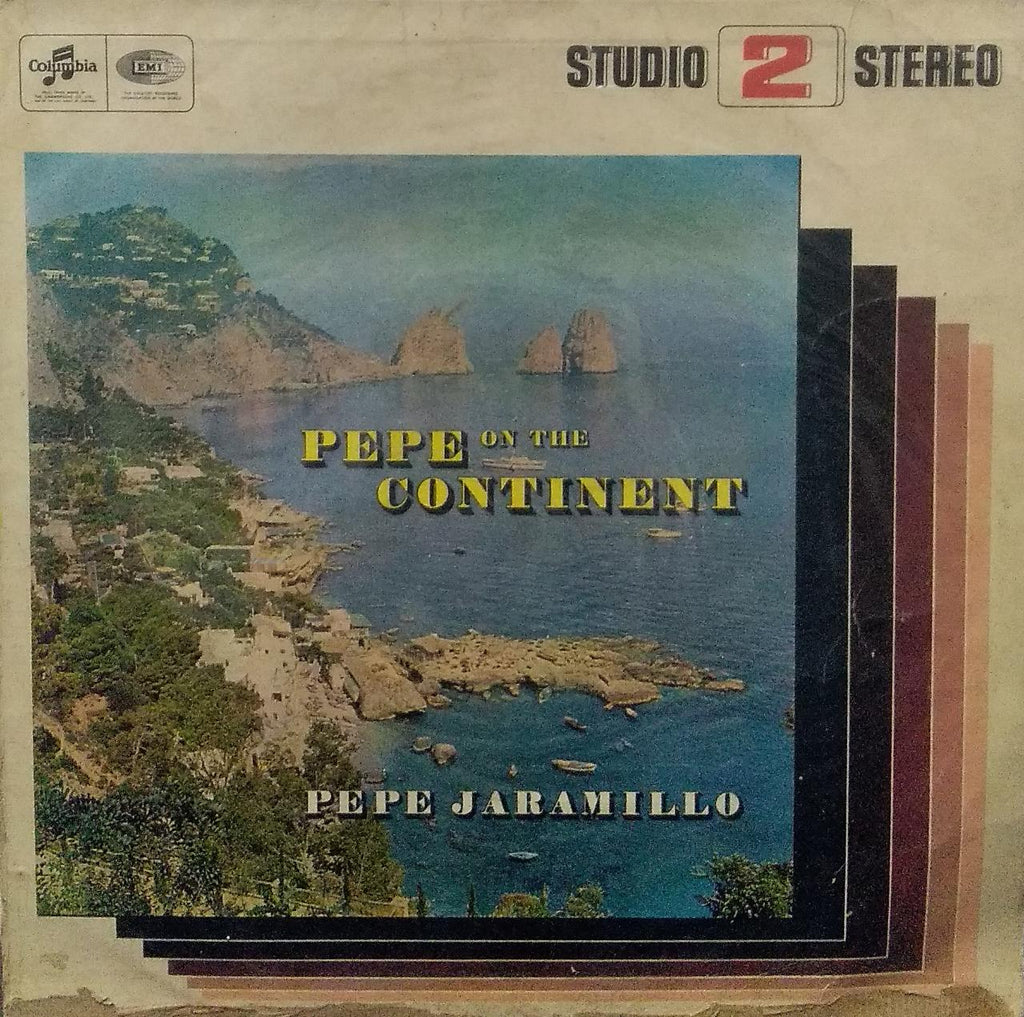 Columbia
EMI
STUDIO 2 STEREO
PEPE ON THE
CONTINENT
PEPE JARAMILLO